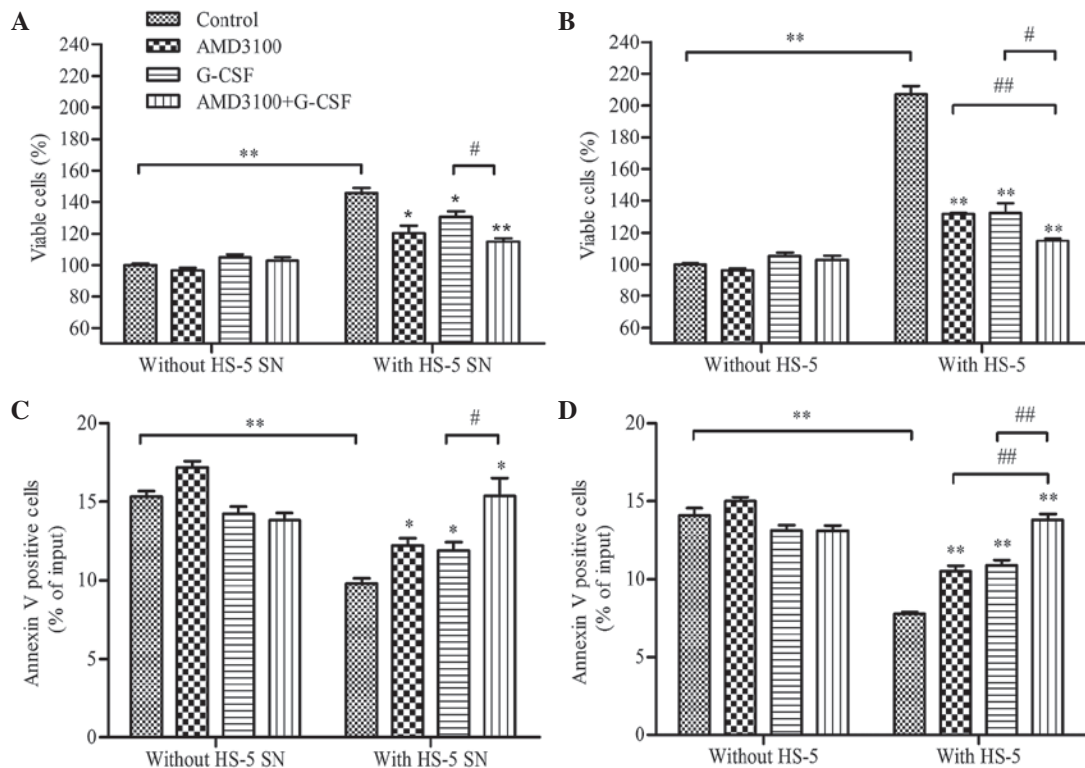 A
Control
AMD3100
G-CSF
AMD3100+G-CSF
240
220
200
180
160
140
120
100
80
60
Viable cells (%)
**
*
*
#
**
Without HS-5 SN
With HS-5 SN
B
240
220
200
180
160
140
120
100
80
60
Viable cells (%)
**
#
##
**
**
**
Without HS-5
With HS-5
C
20
15
10
5
0
Annexin V positive cells
(% of input)
**
#
*
*
*
Without HS-5 SN
With HS-5 SN
D
20
15
10
5
0
Annexin V positive cells
(% of input)
**
##
##
**
**
**
Without HS-5
With HS-5